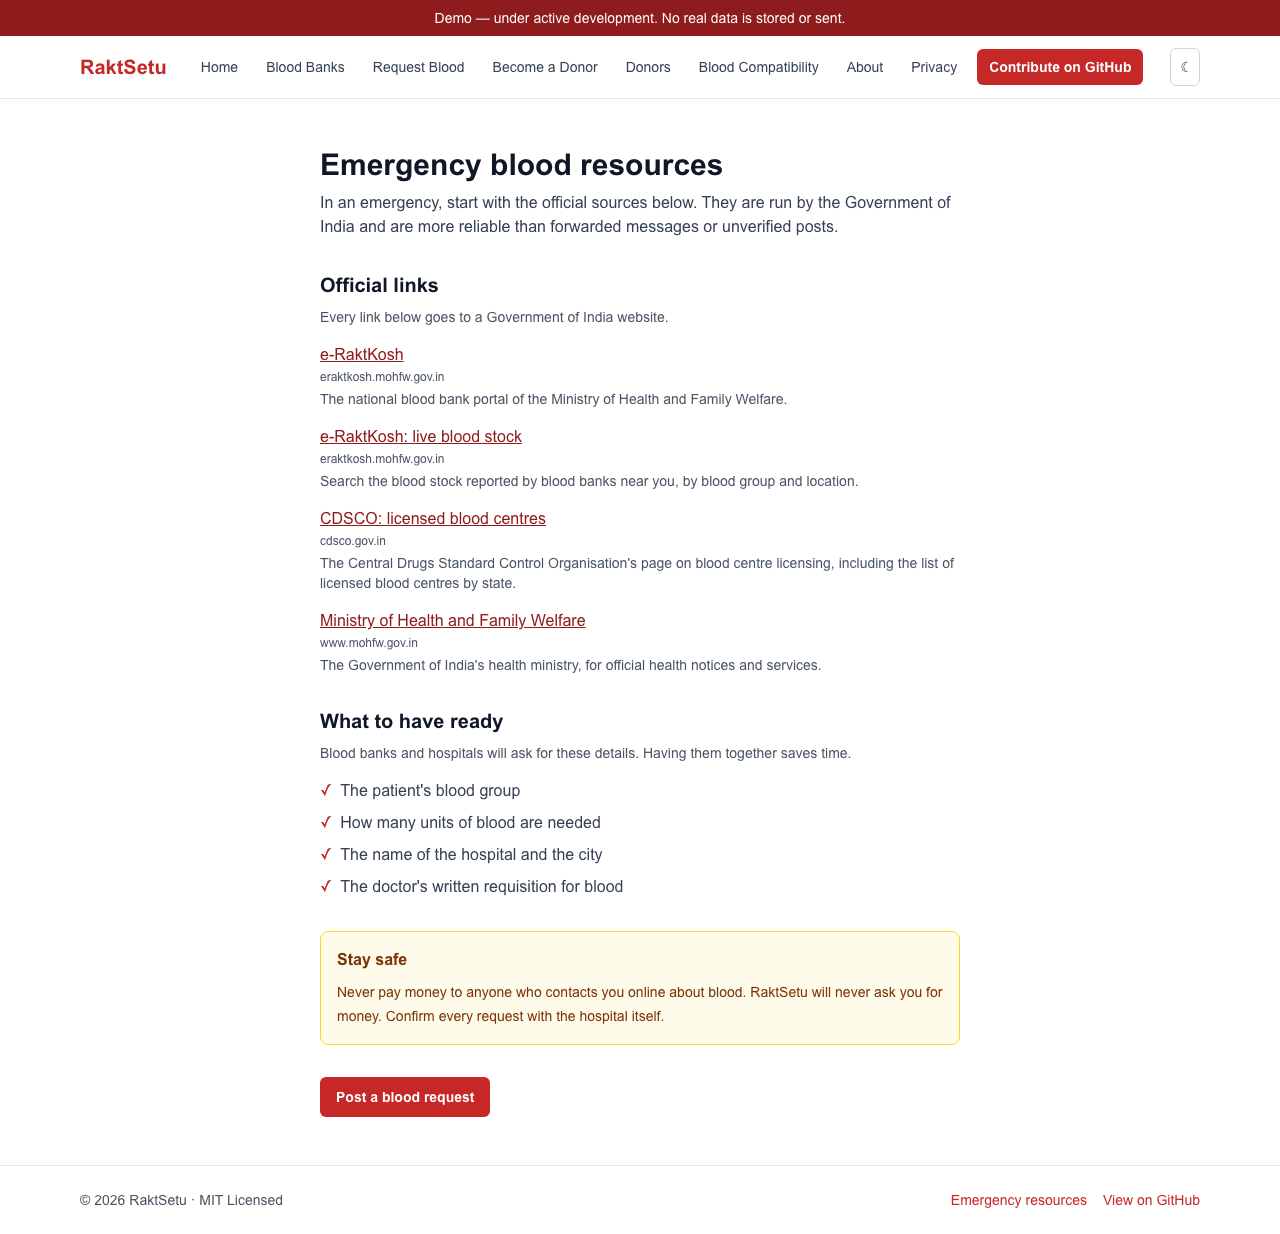 Demo — under active development. No real data is stored or sent.
RaktSetu
Home
Blood Banks
Request Blood
Become a Donor
Donors
Blood Compatibility
About
Privacy
Contribute on GitHub
☾
Emergency blood resources
In an emergency, start with the official sources below. They are run by the Government of
India and are more reliable than forwarded messages or unverified posts.
Official links
Every link below goes to a Government of India website.
e-RaktKosh
eraktkosh.mohfw.gov.in
The national blood bank portal of the Ministry of Health and Family Welfare.
e-RaktKosh: live blood stock
eraktkosh.mohfw.gov.in
Search the blood stock reported by blood banks near you, by blood group and location.
CDSCO: licensed blood centres
cdsco.gov.in
The Central Drugs Standard Control Organisation's page on blood centre licensing, including the list of
licensed blood centres by state.
Ministry of Health and Family Welfare
www.mohfw.gov.in
The Government of India's health ministry, for official health notices and services.
What to have ready
Blood banks and hospitals will ask for these details. Having them together saves time.
✓ The patient's blood group
✓ How many units of blood are needed
✓ The name of the hospital and the city
✓ The doctor's written requisition for blood
Stay safe
Never pay money to anyone who contacts you online about blood. RaktSetu will never ask you for
money. Confirm every request with the hospital itself.
Post a blood request
© 2026 RaktSetu · MIT Licensed
Emergency resources
View on GitHub